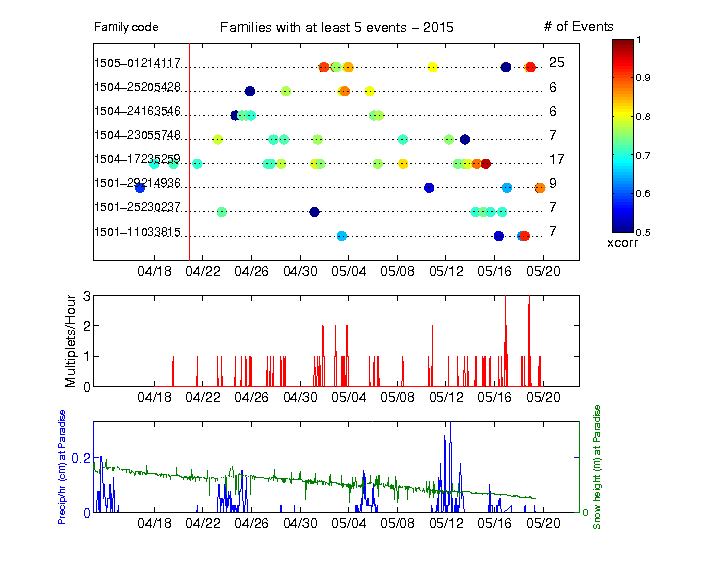 Family code Families with at least 5 events − 2015 # of Events
1505−01214117 25
1504−25205428 6
1504−24163546 6
1504−23055748 7
1504−17235259 17
1501−29214936 9
1501−25230237 7
1501−11033815 7
04/18 04/22 04/26 04/30 05/04 05/08 05/12 05/16 05/20
1
0.9
0.8
0.7
0.6
0.5
xcorr
Multiplets/Hour
3
2
1
0
04/18 04/22 04/26 04/30 05/04 05/08 05/12 05/16 05/20
Precip/hr (cm) at Paradise
0.2
0
0
Snow height (m) at Paradise
04/18 04/22 04/26 04/30 05/04 05/08 05/12 05/16 05/20